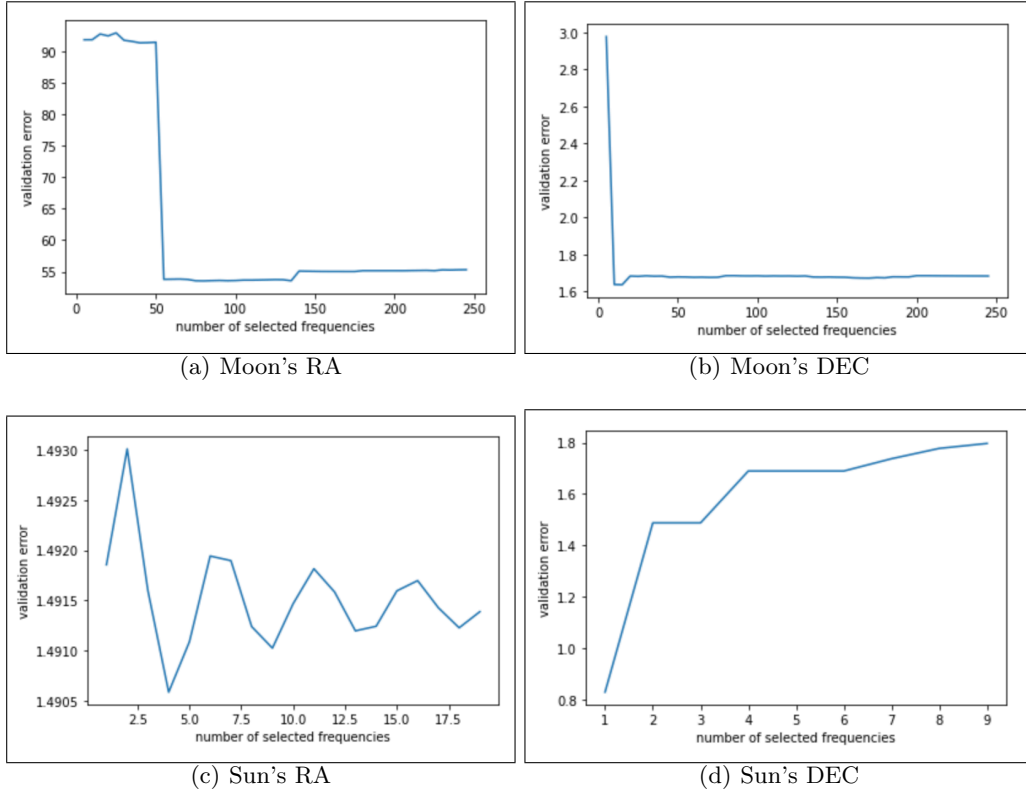 90
85
80
75
70
65
60
55
validation error
0 50 100 150 200 250
number of selected frequencies
(a) Moon's RA
3.0
2.8
2.6
2.4
2.2
2.0
1.8
1.6
validation error
0 50 100 150 200 250
number of selected frequencies
(b) Moon's DEC
1.4930
1.4925
1.4920
1.4915
1.4910
1.4905
validation error
2.5 5.0 7.5 10.0 12.5 15.0 17.5
number of selected frequencies
(c) Sun's RA
1.8
1.6
1.4
1.2
1.0
0.8
validation error
1 2 3 4 5 6 7 8 9
number of selected frequencies
(d) Sun's DEC